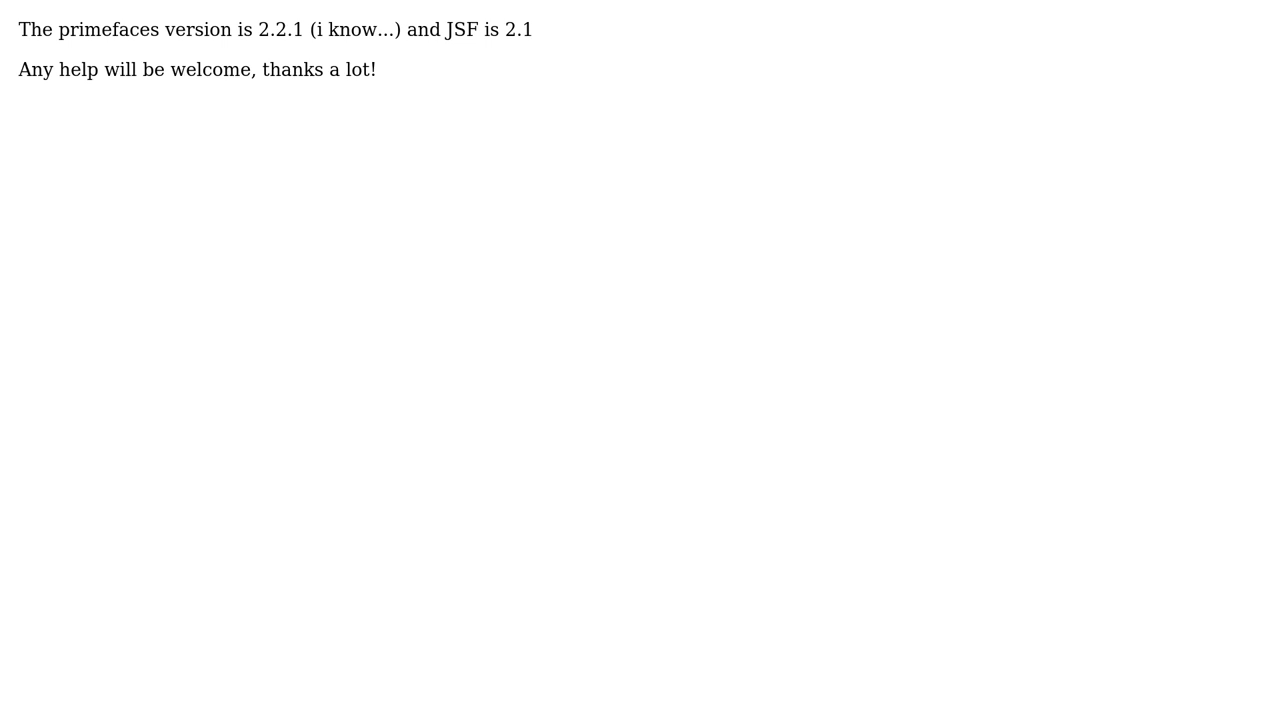 The primefaces version is 2.2.1 (i know...) and JSF is 2.1
Any help will be welcome, thanks a lot!